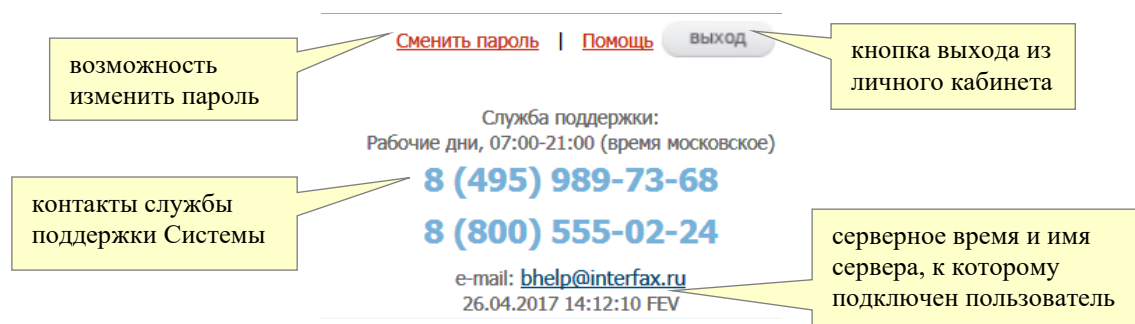 Сменить пароль | Помощь выход
возможность
изменить пароль
кнопка выхода из
личного кабинета
Служба поддержки:
Рабочие дни, 07:00-21:00 (время московское)
8 (495) 989-73-68
8 (800) 555-02-24
контакты службы
поддержки Системы
e-mail: bhelp@interfax.ru
26.04.2017 14:12:10 FEV
серверное время и имя
сервера, к которому
подключен пользователь